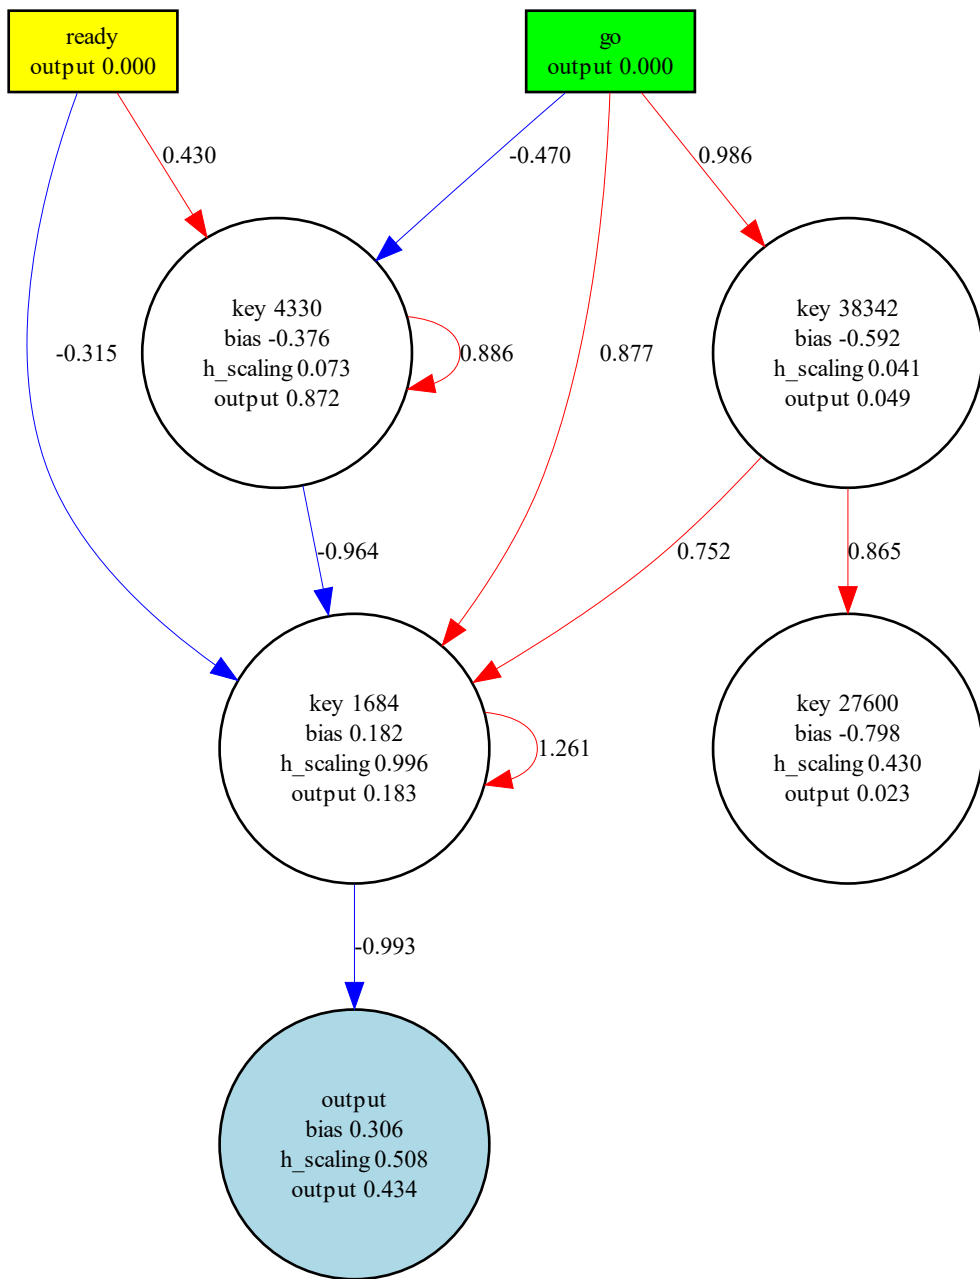 ready
output 0.000
go
output 0.000
0.430
-0.470
0.986
key 4330
bias -0.376
h_scaling 0.073
output 0.872
key 38342
bias -0.592
h_scaling 0.041
output 0.049
-0.315
0.886
0.877
-0.964
0.752
0.865
key 1684
bias 0.182
h_scaling 0.996
output 0.183
1.261
key 27600
bias -0.798
h_scaling 0.430
output 0.023
-0.993
output
bias 0.306
h_scaling 0.508
output 0.434